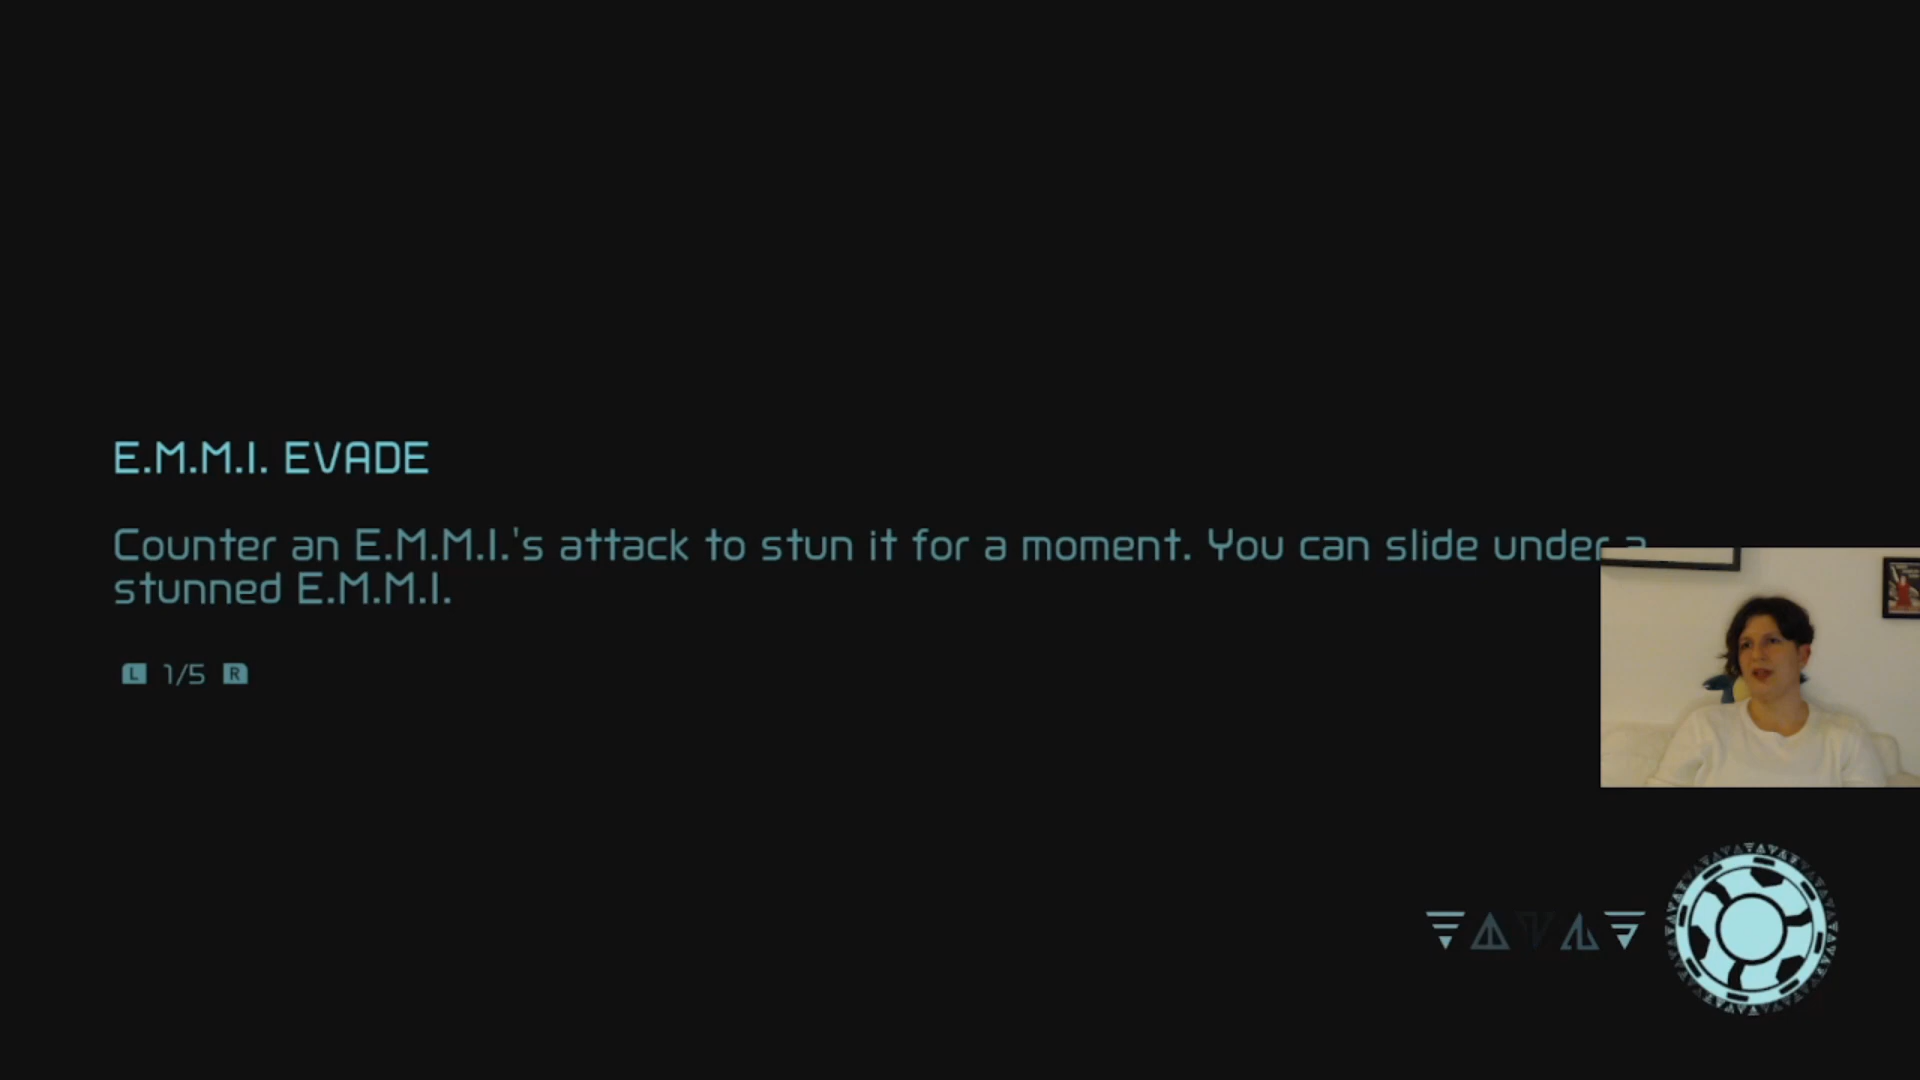 E.M.M.I. EVADE
Counter an E.M.M.I.'s attack to stun it for a moment. You can slide under a
stunned E.M.M.I.
L 1/5 R